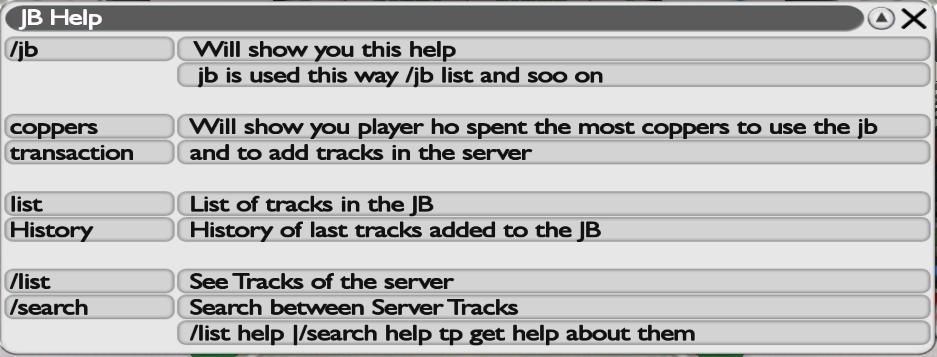 JB Help
/jb Will show you this help
jb is used this way /jb list and soo on
coppers Will show you player ho spent the most coppers to use the jb
transaction and to add tracks in the server
list List of tracks in the JB
History History of last tracks added to the JB
/list See Tracks of the server
/search Search between Server Tracks
/list help |/search help tp get help about them